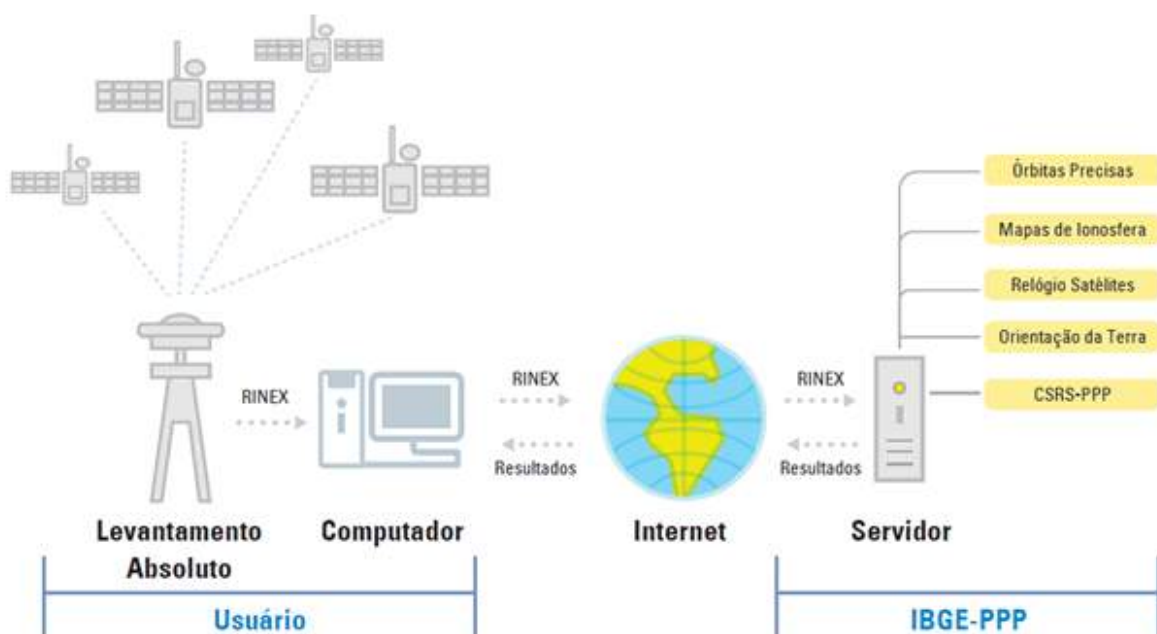 Órbitas Precisas
Mapas de Ionosfera
Relógio Satélites
Orientação da Terra
CSRS-PPP
RINEX
RINEX
RINEX
Resultados
Resultados
Levantamento
Absoluto
Computador
Internet
Servidor
Usuário
IBGE-PPP